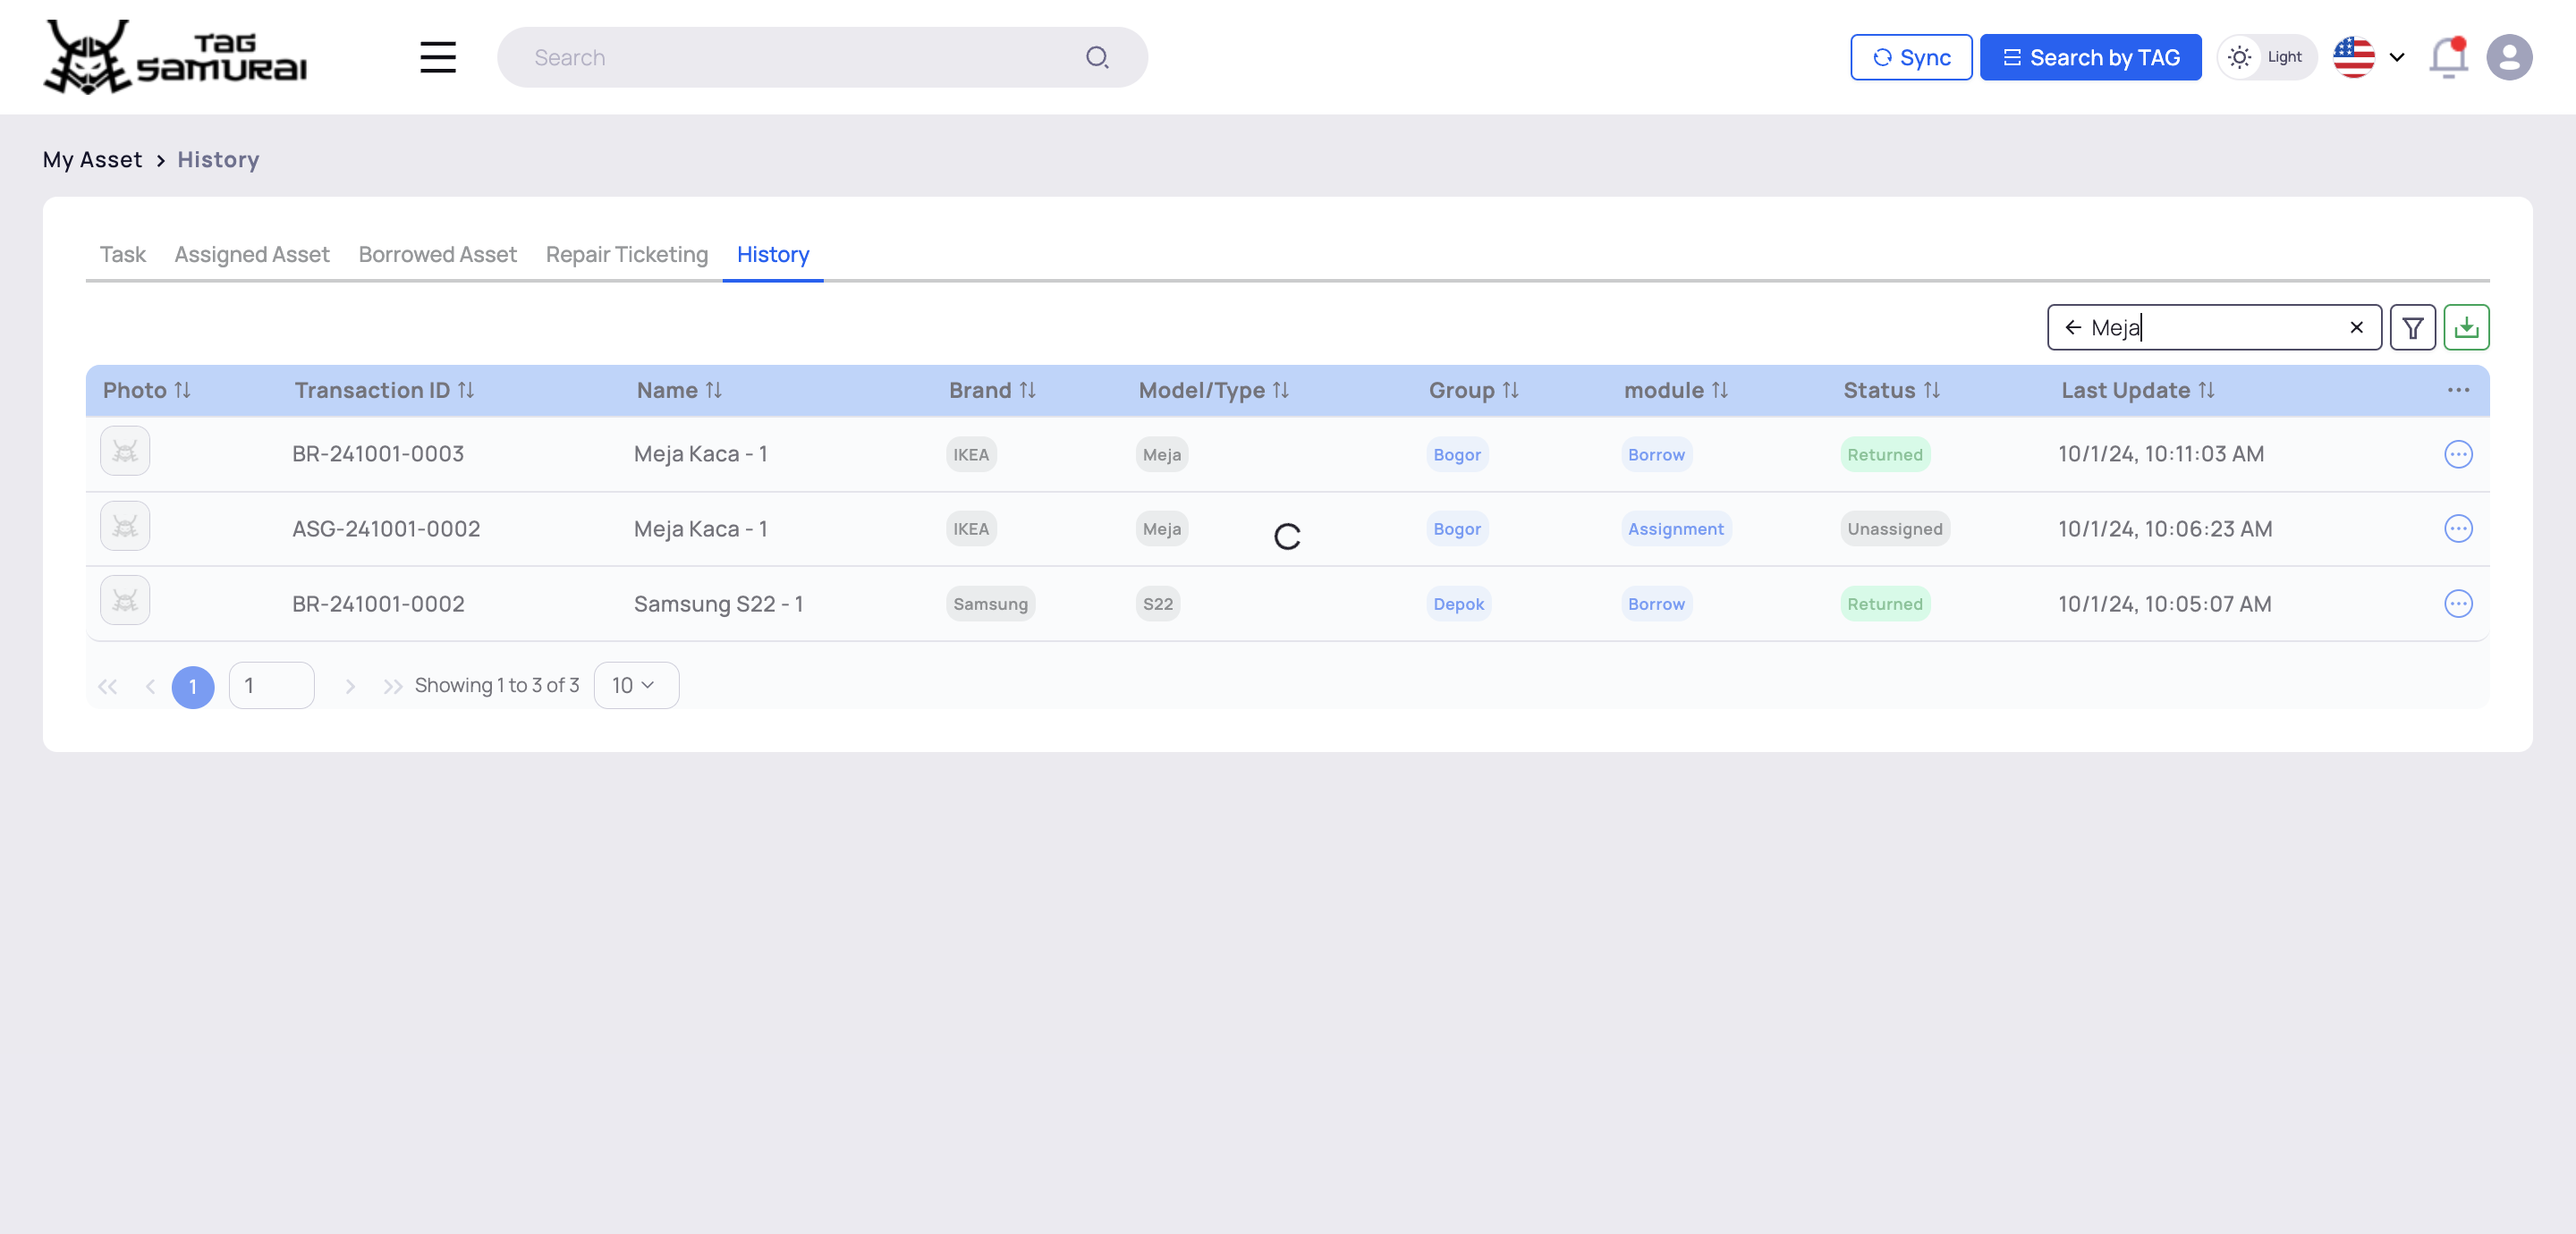 TAG
SAMURAI
Search
Sync
Search by TAG
Light
My Asset > History
Task Assigned Asset Borrowed Asset Repair Ticketing History
Meja
Photo Transaction ID Name Brand Model/Type Group module Status Last Update ...
BR-241001-0003 Meja Kaca - 1 IKEA Meja Bogor Borrow Returned 10/1/24, 10:11:03 AM
ASG-241001-0002 Meja Kaca - 1 IKEA Meja Bogor Assignment Unassigned 10/1/24, 10:06:23 AM
BR-241001-0002 Samsung S22 - 1 Samsung S22 Depok Borrow Returned 10/1/24, 10:05:07 AM
1 1 Showing 1 to 3 of 3 10